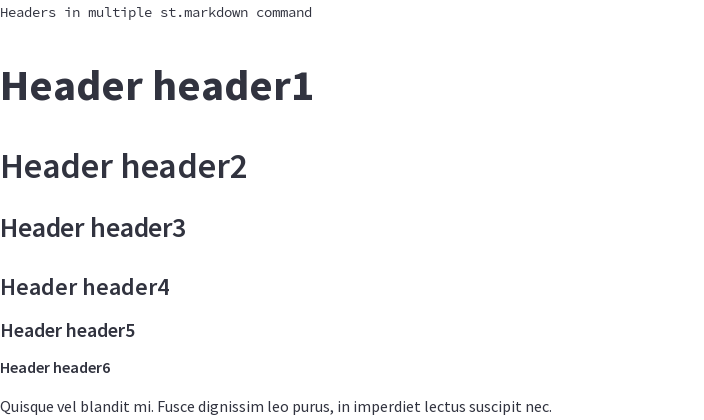 Headers in multiple st.markdown command
Header header1
Header header2
Header header3
Header header4
Header header5
Header header6
Quisque vel blandit mi. Fusce dignissim leo purus, in imperdiet lectus suscipit nec.